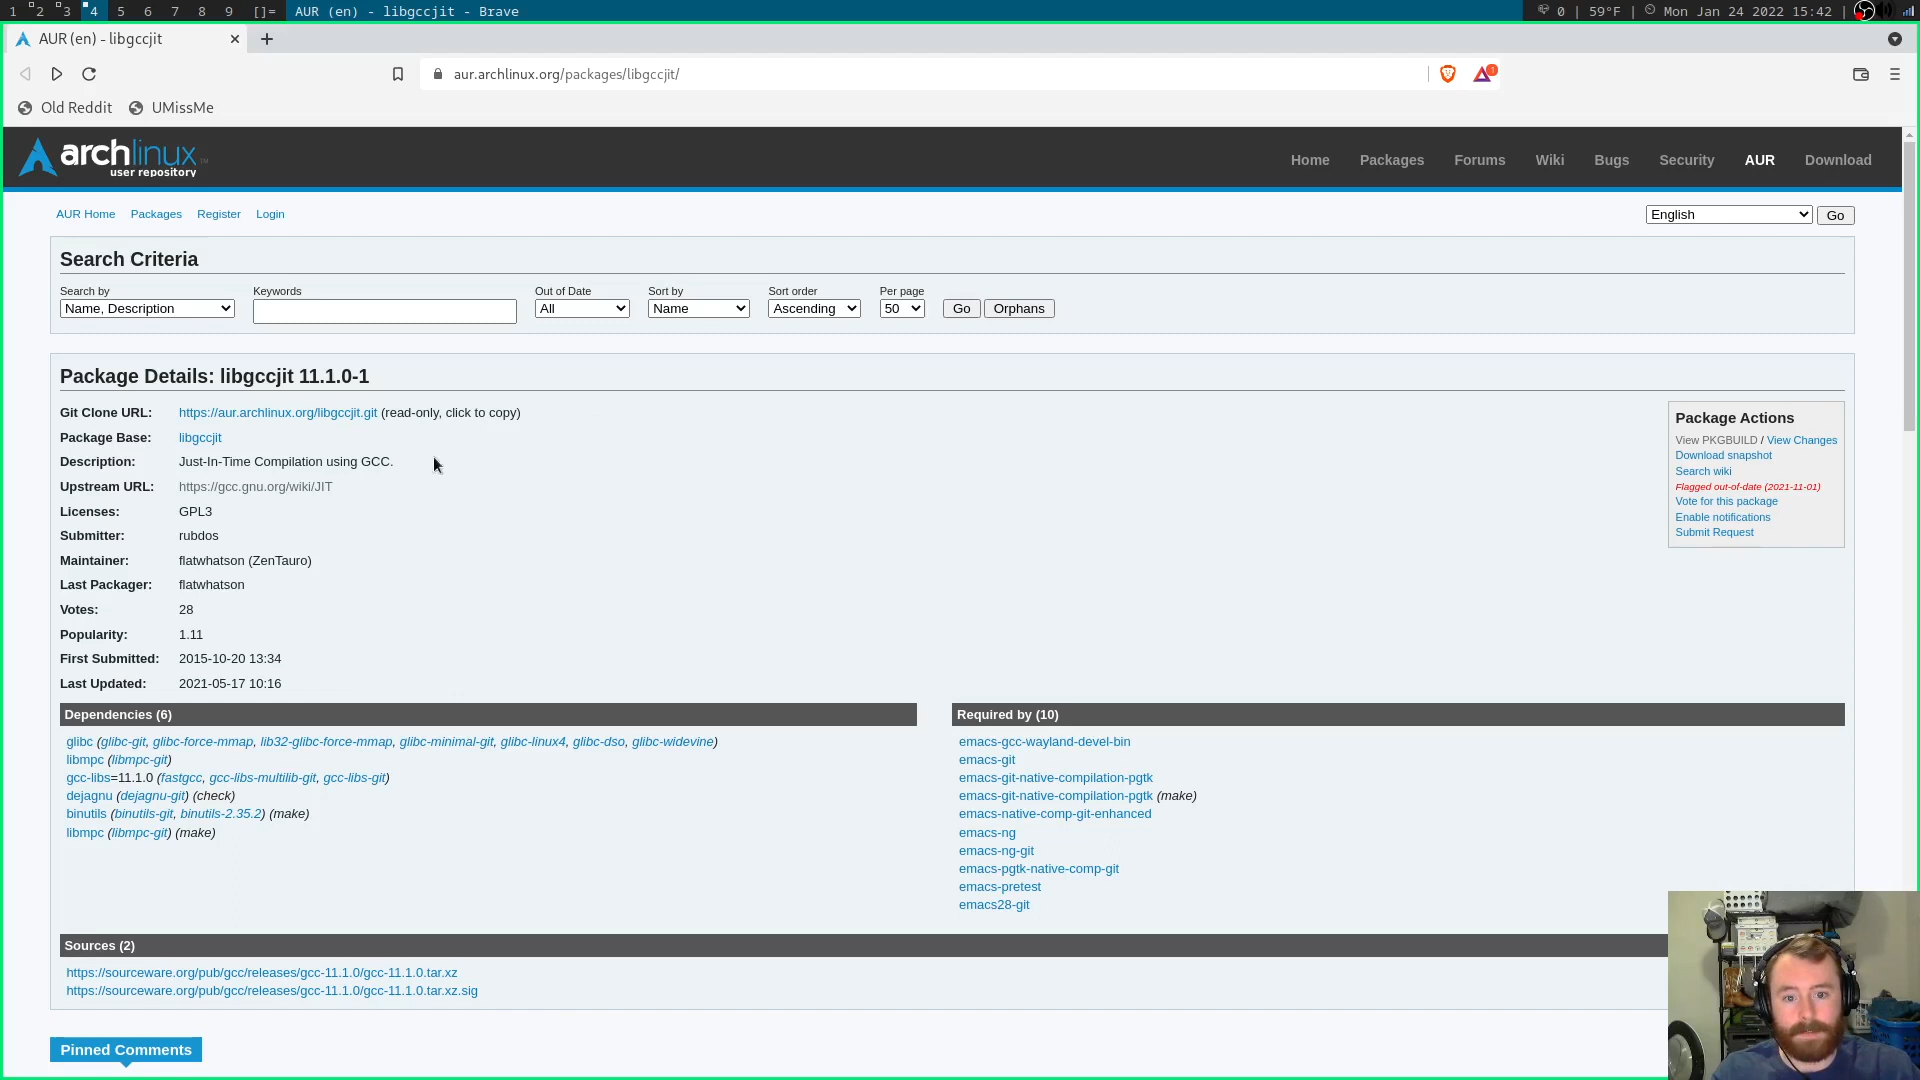 1 2 3 4 5 6 7 8 9 []= AUR (en) - libgccjit - Brave 0 | 59°F | Mon Jan 24 2022 15:42 |
AUR (en) - libgccjit
aur.archlinux.org/packages/libgccjit/
1
Old Reddit UMissMe
archlinux TM
user repository
Home Packages Forums Wiki Bugs Security AUR Download
AUR Home Packages Register Login
English Go
Search Criteria
Search by Keywords Out of Date Sort by Sort order Per page
Name, Description All Name Ascending 50 Go Orphans
Package Details: libgccjit 11.1.0-1
Git Clone URL: https://aur.archlinux.org/libgccjit.git (read-only, click to copy)
Package Base: libgccjit
Description: Just-In-Time Compilation using GCC.
Upstream URL: https://gcc.gnu.org/wiki/JIT
Licenses: GPL3
Submitter: rubdos
Maintainer: flatwhatson (ZenTauro)
Last Packager: flatwhatson
Votes: 28
Popularity: 1.11
First Submitted: 2015-10-20 13:34
Last Updated: 2021-05-17 10:16
Package Actions
View PKGBUILD / View Changes
Download snapshot
Search wiki
Flagged out-of-date (2021-11-01)
Vote for this package
Enable notifications
Submit Request
Dependencies (6)
glibc (glibc-git, glibc-force-mmap, lib32-glibc-force-mmap, glibc-minimal-git, glibc-linux4, glibc-dso, glibc-widevine)
libmpc (libmpc-git)
gcc-libs=11.1.0 (fastgcc, gcc-libs-multilib-git, gcc-libs-git)
dejagnu (dejagnu-git) (check)
binutils (binutils-git, binutils-2.35.2) (make)
libmpc (libmpc-git) (make)
Required by (10)
emacs-gcc-wayland-devel-bin
emacs-git
emacs-git-native-compilation-pgtk
emacs-git-native-compilation-pgtk (make)
emacs-native-comp-git-enhanced
emacs-ng
emacs-ng-git
emacs-pgtk-native-comp-git
emacs-pretest
emacs28-git
Sources (2)
https://sourceware.org/pub/gcc/releases/gcc-11.1.0/gcc-11.1.0.tar.xz
https://sourceware.org/pub/gcc/releases/gcc-11.1.0/gcc-11.1.0.tar.xz.sig
Pinned Comments